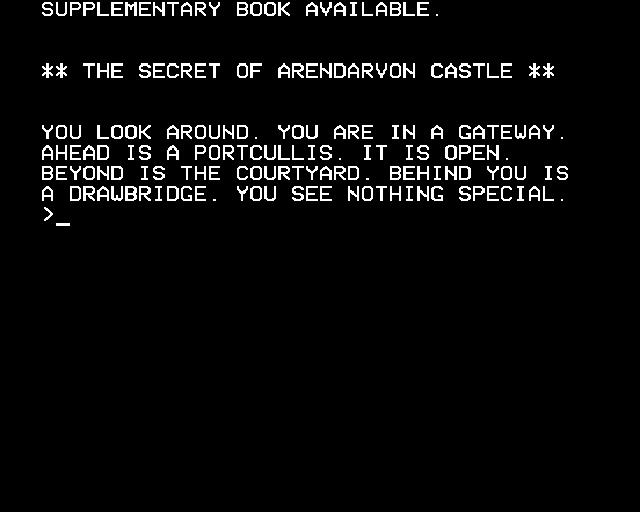 SUPPLEMENTARY BOOK AVAILABLE.
** THE SECRET OF ARENDARVON CASTLE **
YOU LOOK AROUND. YOU ARE IN A GATEWAY.
AHEAD IS A PORTCULLIS. IT IS OPEN.
BEYOND IS THE COURTYARD. BEHIND YOU IS
A DRAWBRIDGE. YOU SEE NOTHING SPECIAL.
>_